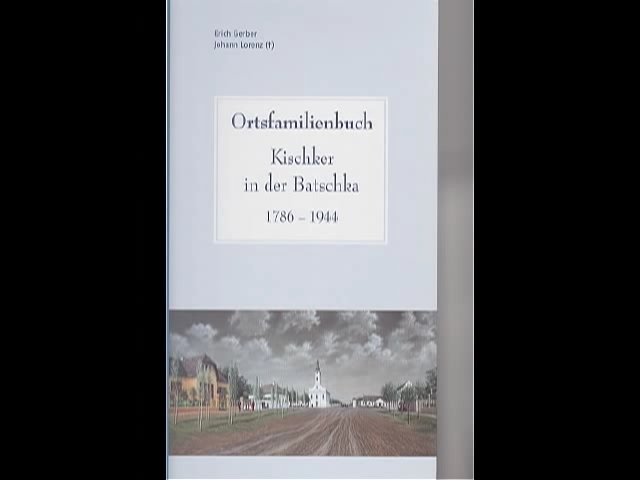 Erich Gerber
Johann Lorenz (†)
Ortsfamilienbuch
Kischker
in der Batschka
1786 – 1944